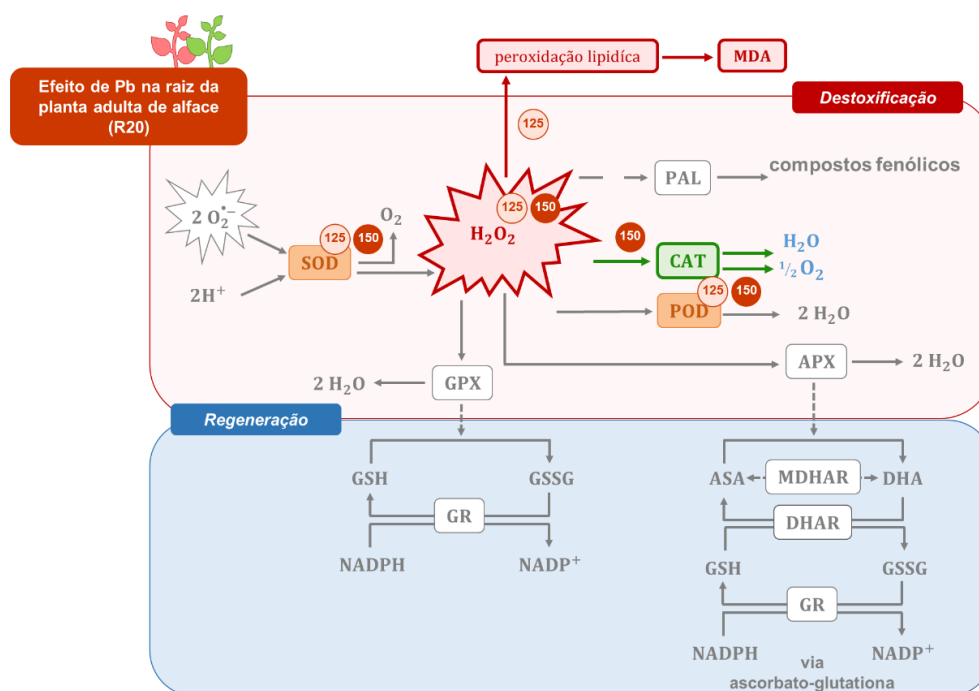 Efeito de Pb na raiz da
planta adulta de alface
(R20)
peroxidação lipidíca
MDA
Destoxificação
125
PAL
compostos fenólicos
2 O₂•−
125
150
O₂
125
150
H₂O₂
150
SOD
CAT
H₂O
1/2 O₂
2H⁺
125
150
POD
2 H₂O
2 H₂O
GPX
APX
2 H₂O
Regeneração
GSH
GSSG
ASA
MDHAR
DHA
GR
DHAR
NADPH
NADP⁺
GSH
GSSG
GR
NADPH
NADP⁺
via
ascorbato-glutationa